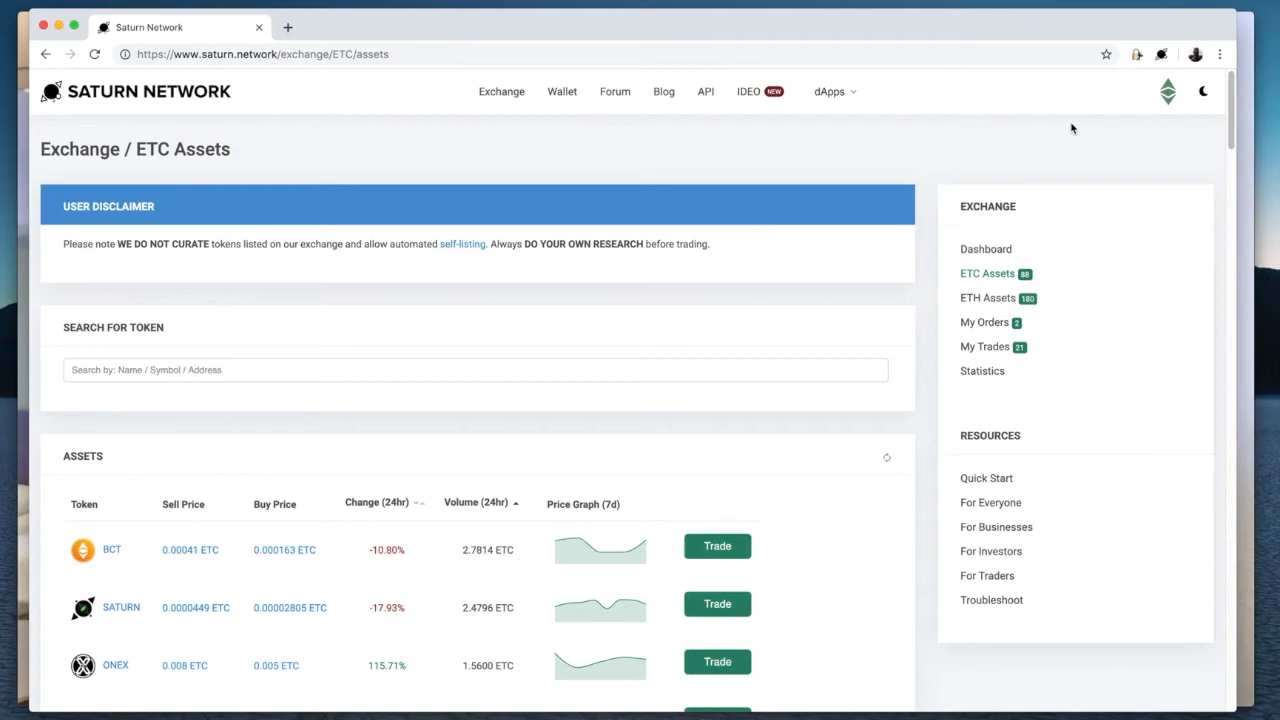 Saturn Network
https://www.saturn.network/exchange/ETC/assets
SATURN NETWORK
Exchange Wallet Forum Blog API IDEO NEW dApps
Exchange / ETC Assets
USER DISCLAIMER
Please note WE DO NOT CURATE tokens listed on our exchange and allow automated self-listing. Always DO YOUR OWN RESEARCH before trading.
SEARCH FOR TOKEN
Search by: Name / Symbol / Address
ASSETS
Token Sell Price Buy Price Change (24hr) Volume (24hr) Price Graph (7d)
BCT 0.00041 ETC 0.000163 ETC -10.80% 2.7814 ETC Trade
SATURN 0.0000449 ETC 0.00002805 ETC -17.93% 2.4796 ETC Trade
ONEX 0.008 ETC 0.005 ETC 115.71% 1.5600 ETC Trade
EXCHANGE
Dashboard
ETC Assets 88
ETH Assets 180
My Orders 2
My Trades 21
Statistics
RESOURCES
Quick Start
For Everyone
For Businesses
For Investors
For Traders
Troubleshoot